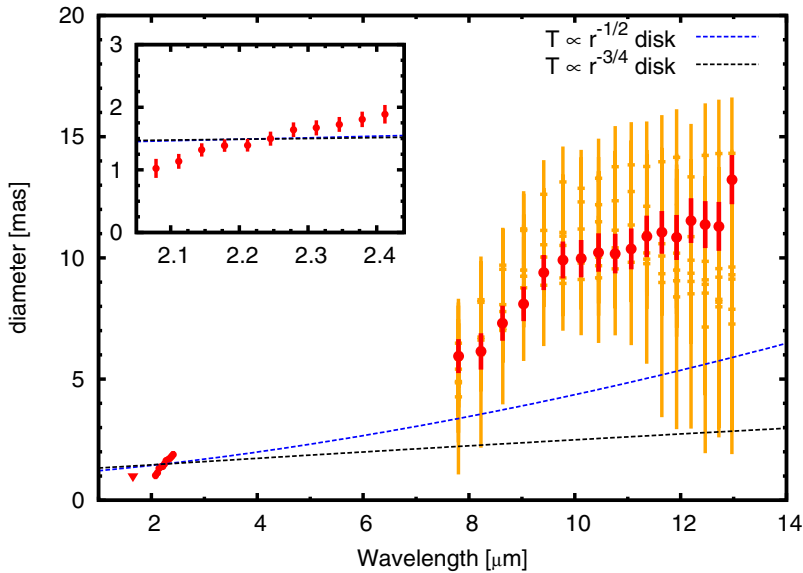 20
15
10
5
0
diameter [mas]
2 4 6 8 10 12 14
Wavelength [μm]
T ∝ r-1/2 disk
T ∝ r-3/4 disk
3
2
1
0
2.1 2.2 2.3 2.4